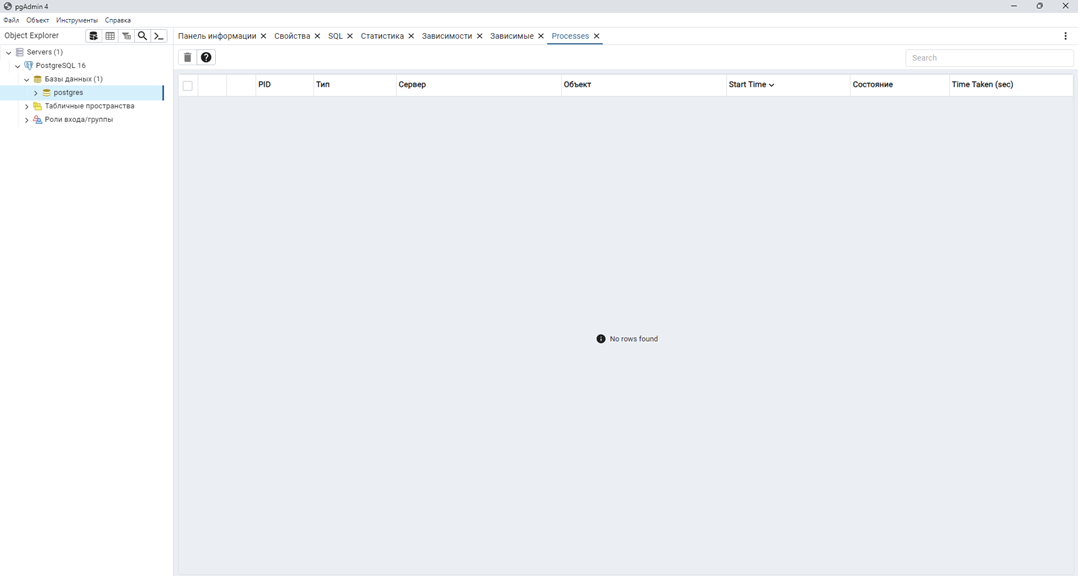 pgAdmin 4
Файл Объект Инструменты Справка
Object Explorer
Панель информации Свойства SQL Статистика Зависимости Зависимые Processes
Servers (1)
PostgreSQL 16
Базы данных (1)
postgres
Табличные пространства
Роли входа/группы
Search
PID Тип Сервер Объект Start Time Состояние Time Taken (sec)
No rows found